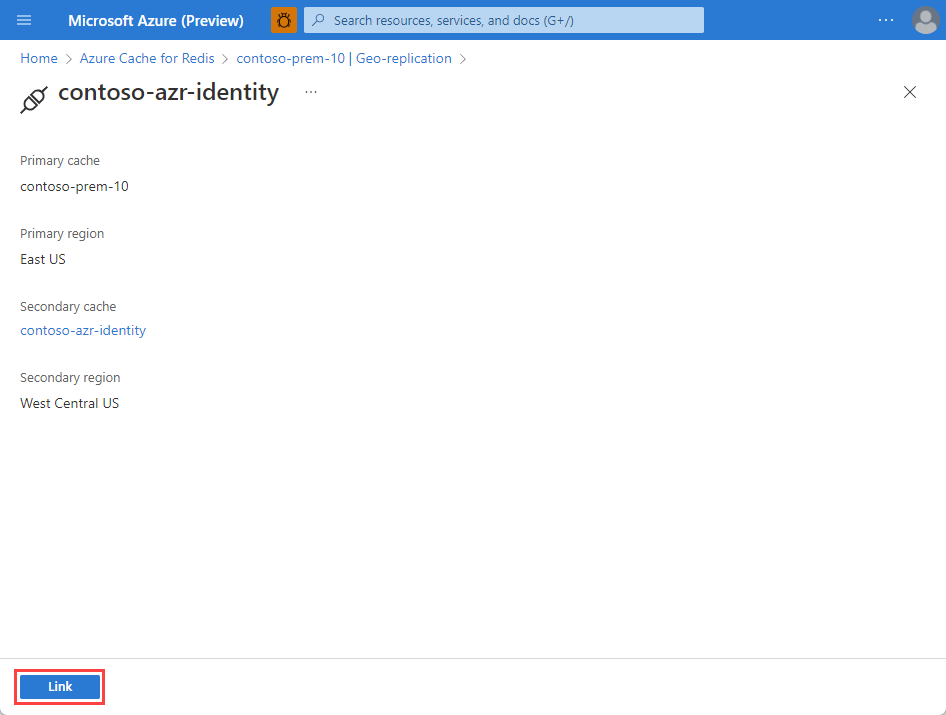 Microsoft Azure (Preview)
Search resources, services, and docs (G+/)
...
Home > Azure Cache for Redis > contoso-prem-10 | Geo-replication >
contoso-azr-identity ...
Primary cache
contoso-prem-10
Primary region
East US
Secondary cache
contoso-azr-identity
Secondary region
West Central US
Link